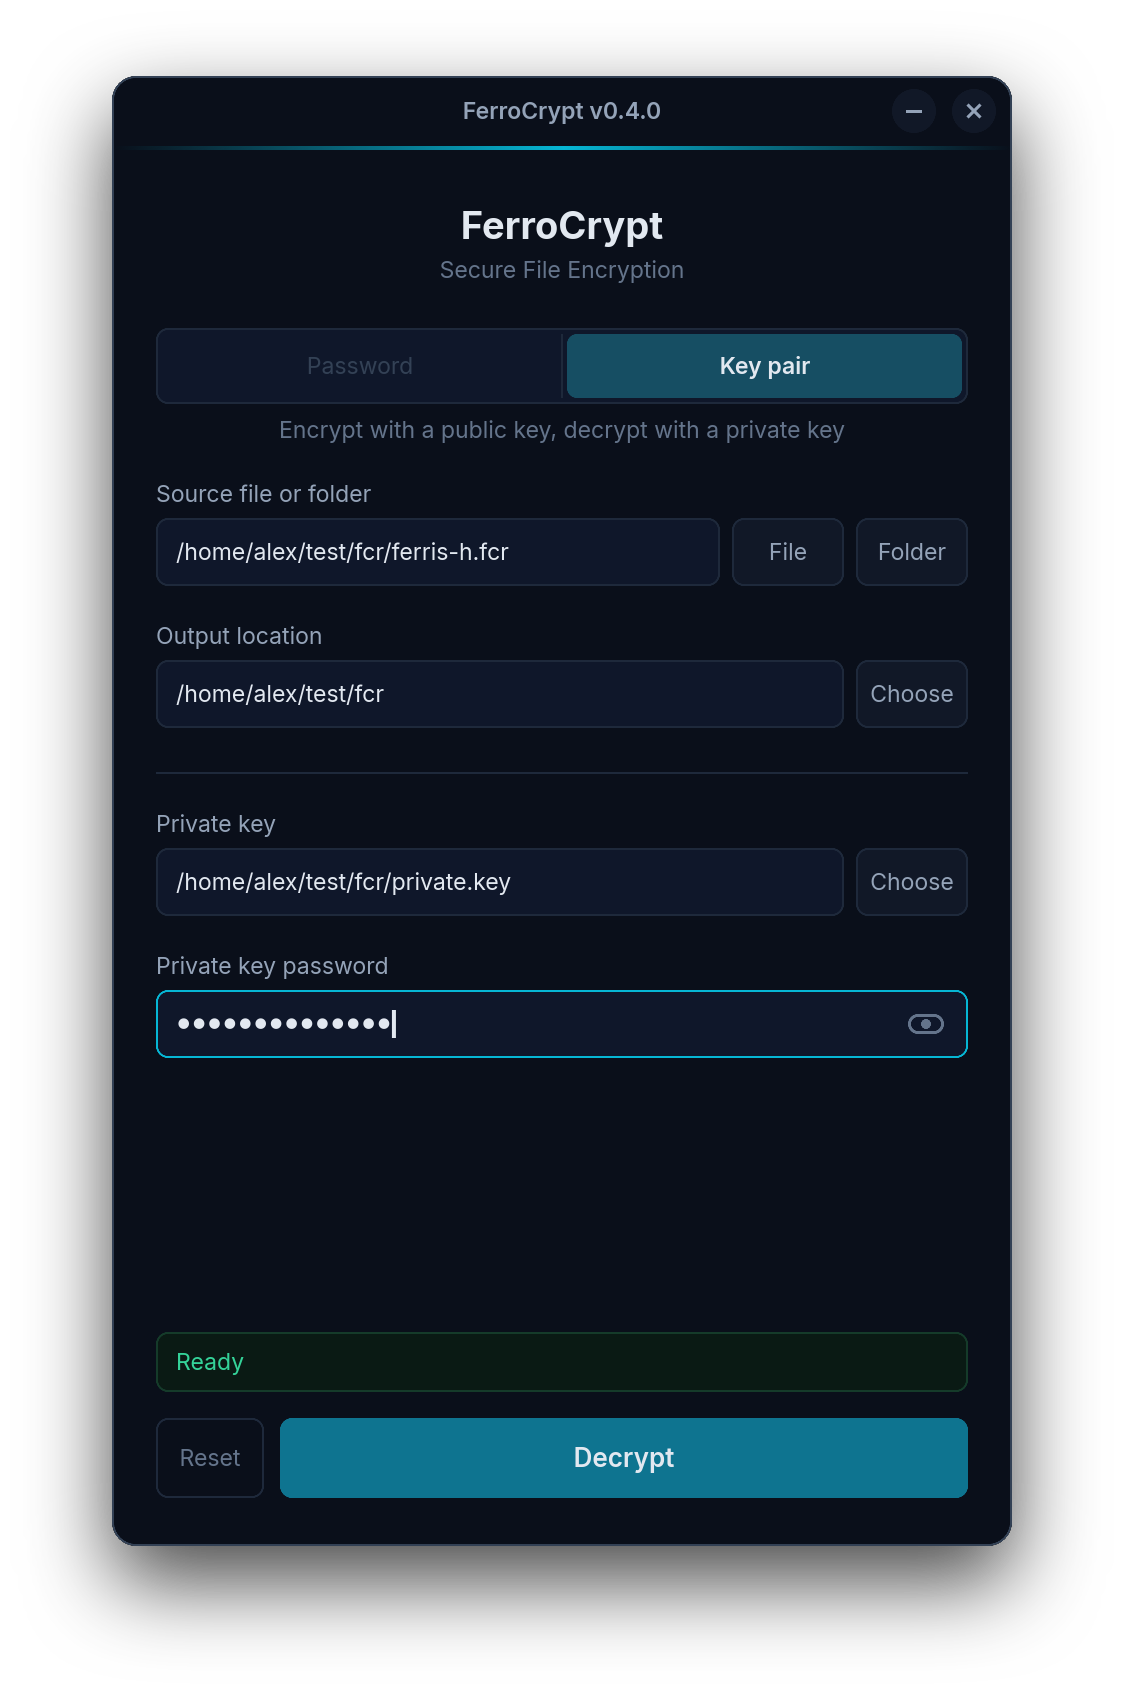 FerroCrypt v0.4.0
FerroCrypt
Secure File Encryption
Password
Key pair
Encrypt with a public key, decrypt with a private key
Source file or folder
/home/alex/test/fcr/ferris-h.fcr
File
Folder
Output location
/home/alex/test/fcr
Choose
Private key
/home/alex/test/fcr/private.key
Choose
Private key password
●●●●●●●●●●●●●●
Ready
Reset
Decrypt